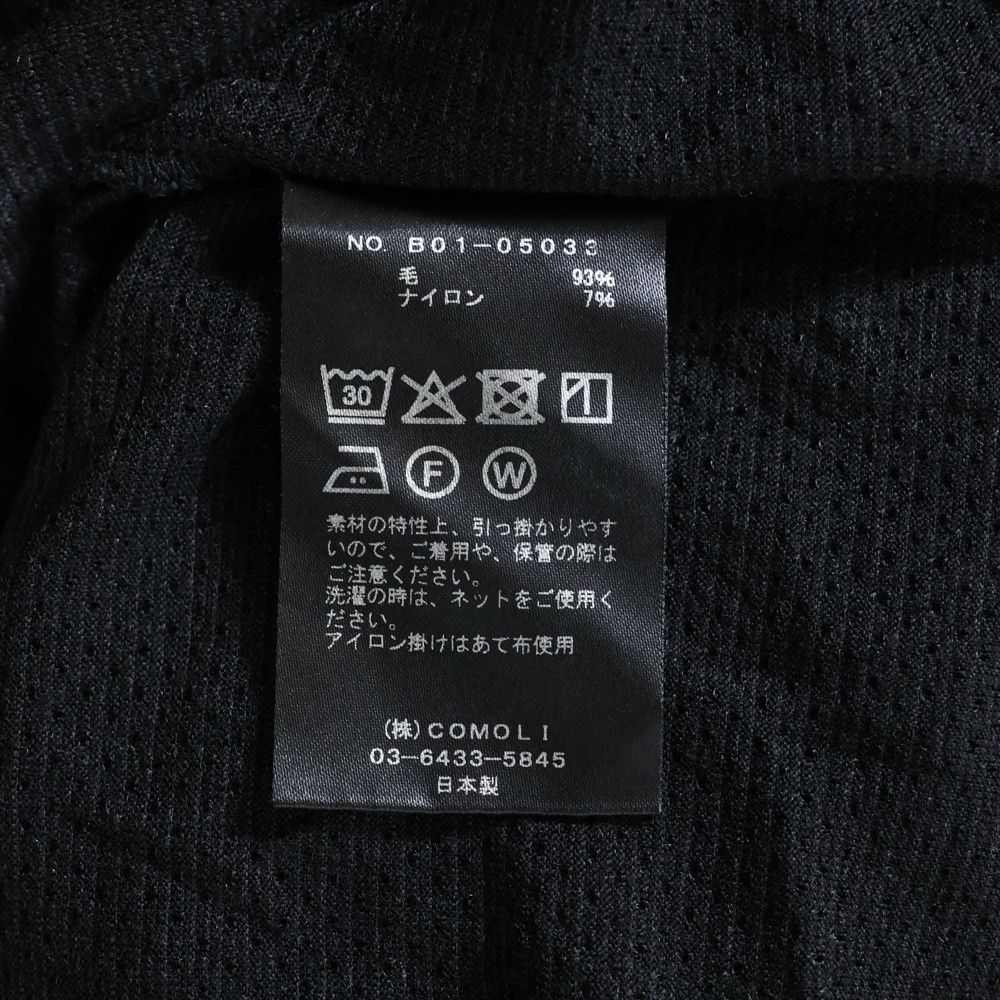 NO. B01-05033
毛 93%
ナイロン 7%
30
F W
素材の特性上、引っ掛かりやす
いので、ご着用や、保管の際は
ご注意ください。
洗濯の時は、ネットをご使用く
ださい。
アイロン掛けはあて布使用
(株)COMOLI
03-6433-5845
日本製